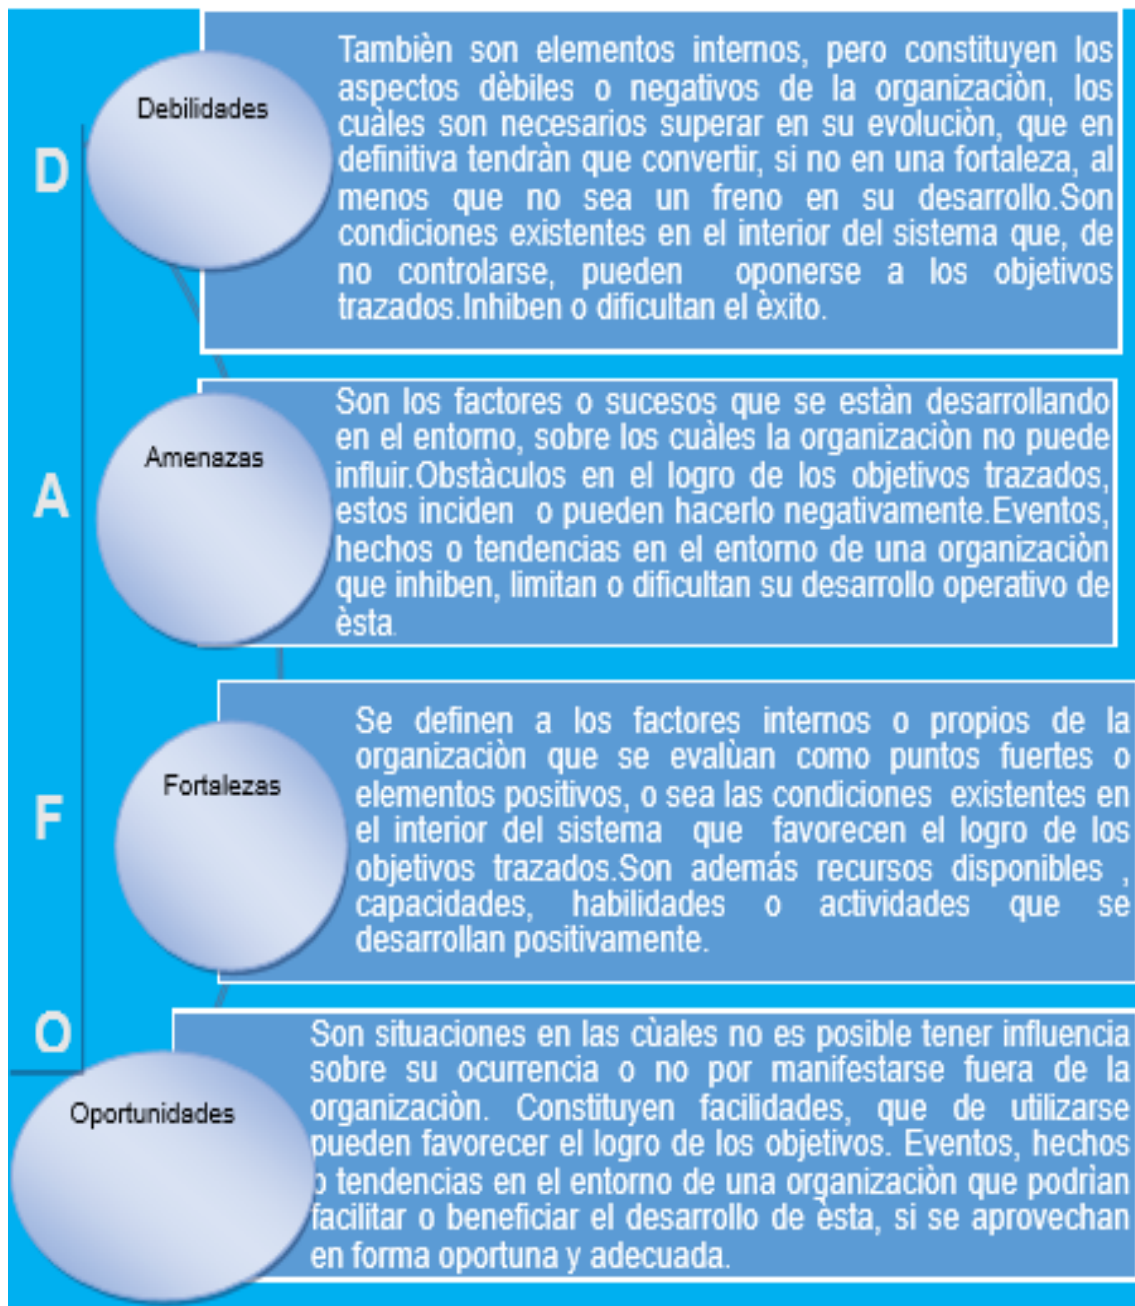 D
Debilidades
Tambièn son elementos internos, pero constituyen los
aspectos dèbiles o negativos de la organizaciòn, los
cuàles son necesarios superar en su evoluciòn, que en
definitiva tendràn que convertir, si no en una fortaleza, al
menos que no sea un freno en su desarrollo.Son
condiciones existentes en el interior del sistema que, de
no controlarse, pueden oponerse a los objetivos
trazados.Inhiben o dificultan el èxito.
A
Amenazas
Son los factores o sucesos que se estàn desarrollando
en el entorno, sobre los cuàles la organizaciòn no puede
influir.Obstàculos en el logro de los objetivos trazados,
estos inciden o pueden hacerlo negativamente.Eventos,
hechos o tendencias en el entorno de una organizaciòn
que inhiben, limitan o dificultan su desarrollo operativo de
èsta.
F
Fortalezas
Se definen a los factores internos o propios de la
organizaciòn que se evalùan como puntos fuertes o
elementos positivos, o sea las condiciones existentes en
el interior del sistema que favorecen el logro de los
objetivos trazados.Son además recursos disponibles ,
capacidades, habilidades o actividades que se
desarrollan positivamente.
O
Oportunidades
Son situaciones en las cùales no es posible tener influencia
sobre su ocurrencia o no por manifestarse fuera de la
organizaciòn. Constituyen facilidades, que de utilizarse
pueden favorecer el logro de los objetivos. Eventos, hechos
o tendencias en el entorno de una organizaciòn que podrìan
facilitar o beneficiar el desarrollo de èsta, si se aprovechan
en forma oportuna y adecuada.